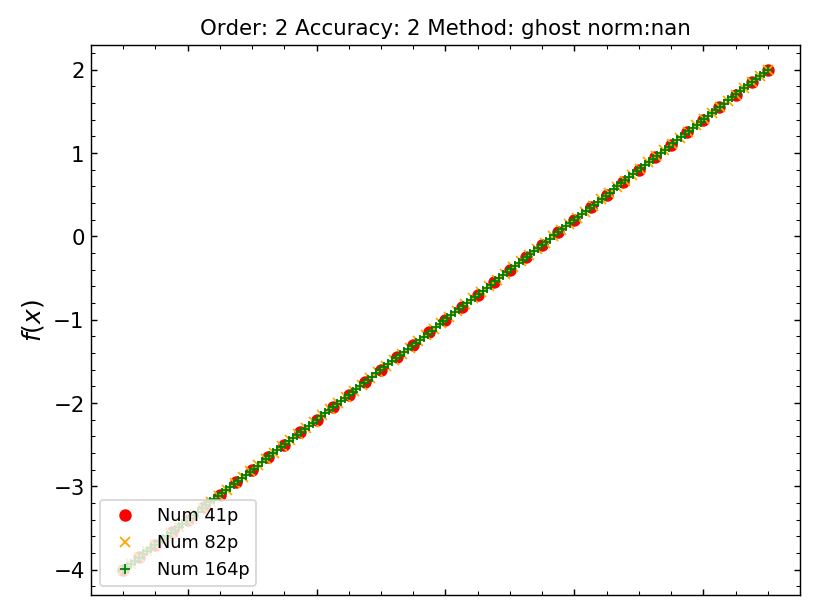 Order: 2 Accuracy: 2 Method: ghost norm:nan
2
1
0
−1
−2
−3
−4
f(x)
Num 41p
Num 82p
Num 164p